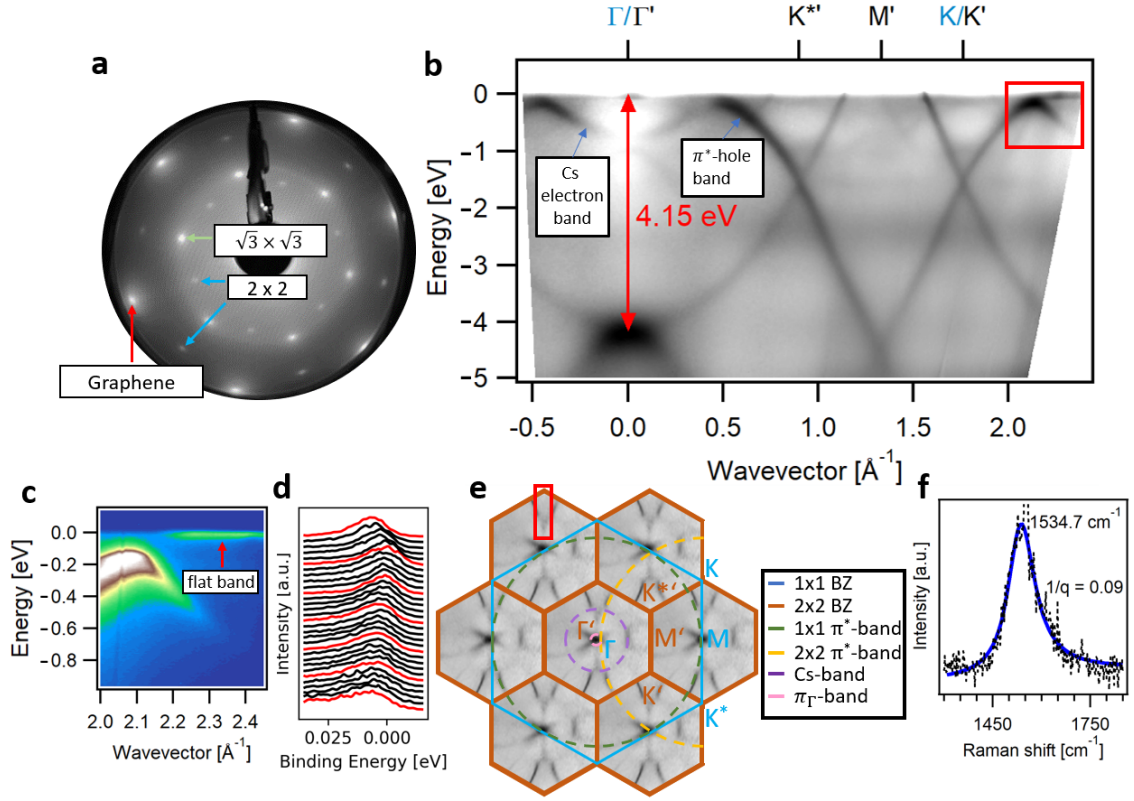 a
√3 × √3
2 x 2
Graphene
b
Γ/Γ' K*' M' K/K'
Energy [eV]
0
−1
−2
−3
−4
−5
Cs
electron
band
π*-hole
band
4.15 eV
-0.5 0.0 0.5 1.0 1.5 2.0
Wavevector [Å⁻¹]
c
Energy [eV]
0.0
−0.2
−0.4
−0.6
−0.8
flat band
2.0 2.1 2.2 2.3 2.4
Wavevector [Å⁻¹]
d
Intensity [a.u.]
0.025 0.000
Binding Energy [eV]
e
K
K*'
Γ' Γ M' M
K'
K*
1x1 BZ
2x2 BZ
1x1 π*-band
2x2 π*-band
Cs-band
π_Γ-band
f
Intensity [a.u.]
1534.7 cm⁻¹
1/q = 0.09
1450 1750
Raman shift [cm⁻¹]